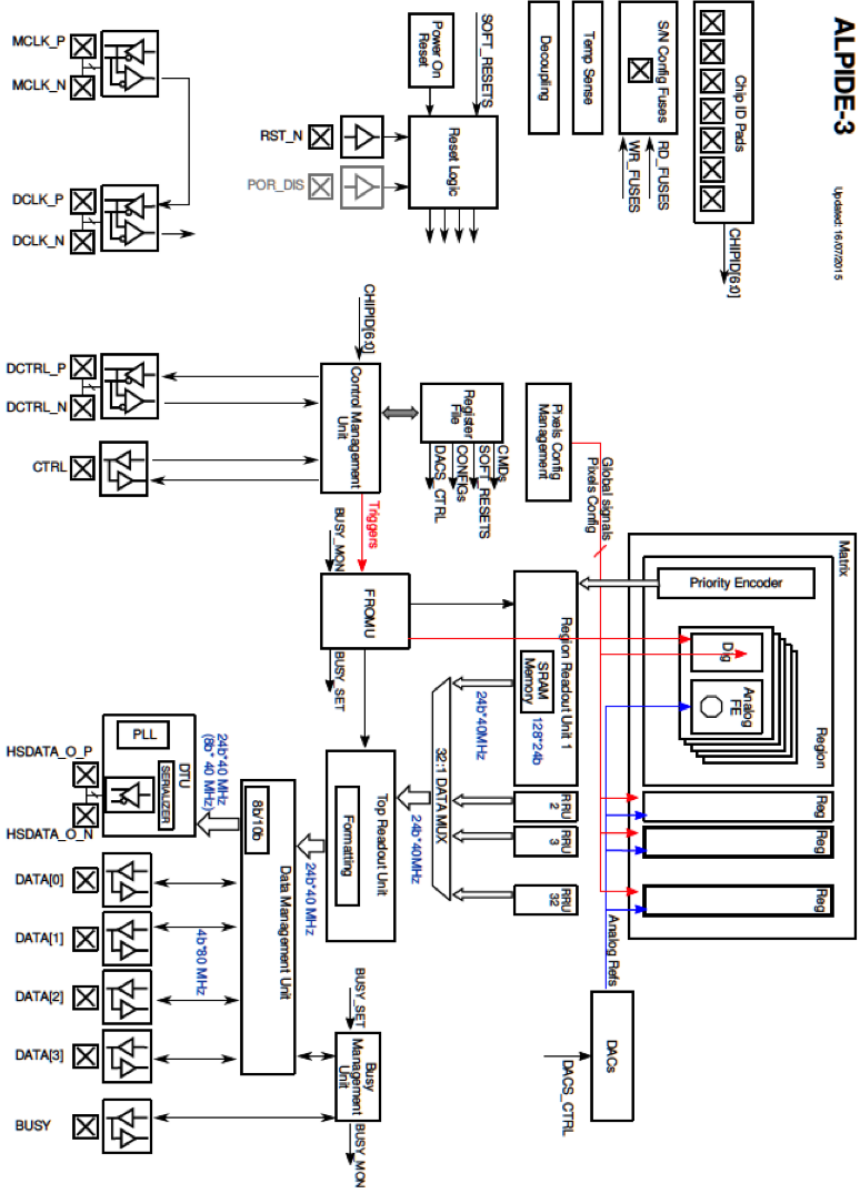 ALPIDE-3
Updated: 16/07/2015
Chip ID Pads
CHIPID[6:0]
S/N Config Fuses
RD_FUSES
WR_FUSES
Temp Sense
Decoupling
SOFT_RESETS
Power On
Reset
Reset Logic
RST_N
POR_DIS
MCLK_P
MCLK_N
DCLK_P
DCLK_N
CHIPID[6:0]
Control Management
Unit
DCTRL_P
DCTRL_N
CTRL
Register
File
CMDs
SOFT_RESETS
CONFIGs
DACS_CTRL
Pixels Config
Management
Global signals
Pixels Config
Triggers
BUSY_MON
FROMU
BUSY_SET
Matrix
Region
Priority Encoder
Dig
Analog
FE
Reg
Reg
Reg
Region Readout Unit 1
SRAM
Memory
128*24b
RRU
2
RRU
3
RRU
32
Analog Refs
DACs
DACS_CTRL
24b*40MHz
32:1 DATA MUX
24b*40MHz
Top Readout Unit
Formatting
24b*40 MHz
Data Management Unit
8b/10b
24b*40 MHz
(8b* 40 MHz)
DTU
PLL
SERIALIZER
HSDATA_O_P
HSDATA_O_N
4b*80 MHz
DATA[0]
DATA[1]
DATA[2]
DATA[3]
BUSY
BUSY_SET
Busy
Management
Unit
BUSY_MON